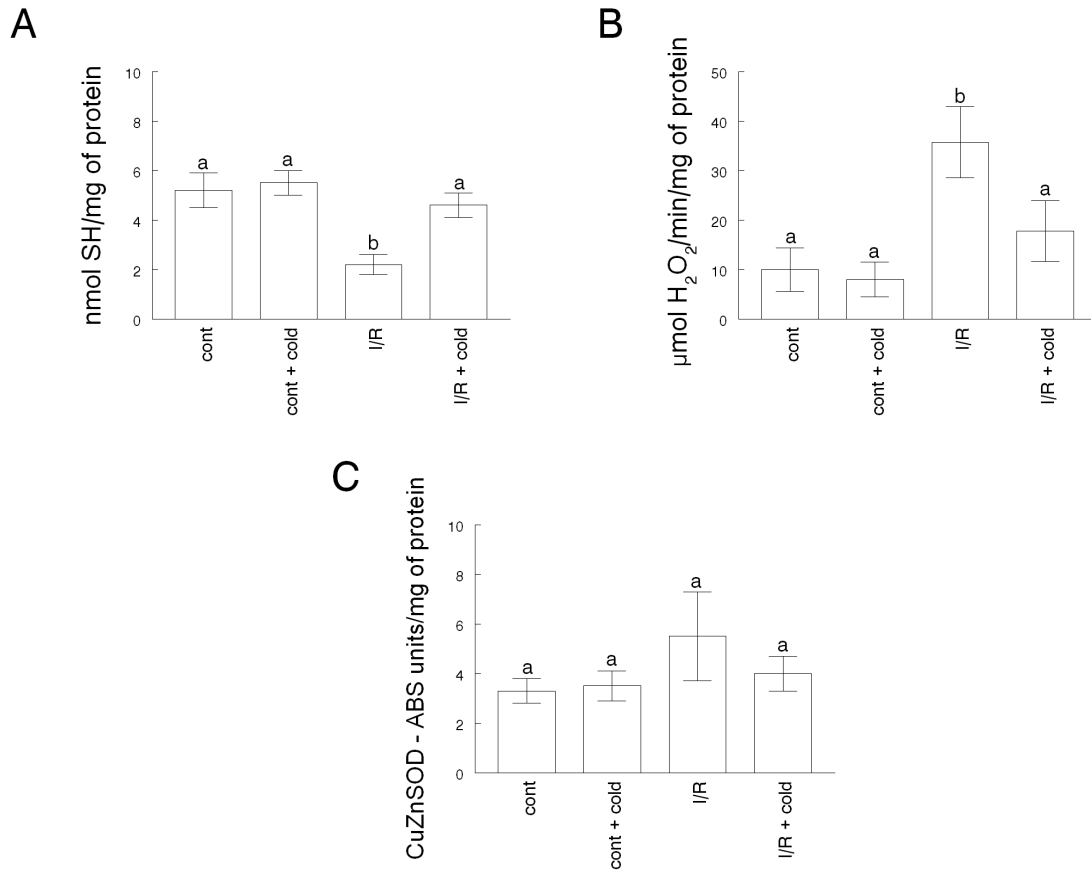 A
nmol SH/mg of protein
10
8
6
4
2
0
a
a
b
a
cont
cont + cold
I/R
I/R + cold
B
µmol H₂O₂/min/mg of protein
50
40
30
20
10
0
a
a
b
a
cont
cont + cold
I/R
I/R + cold
C
CuZnSOD - ABS units/mg of protein
10
8
6
4
2
0
a
a
a
a
cont
cont + cold
I/R
I/R + cold